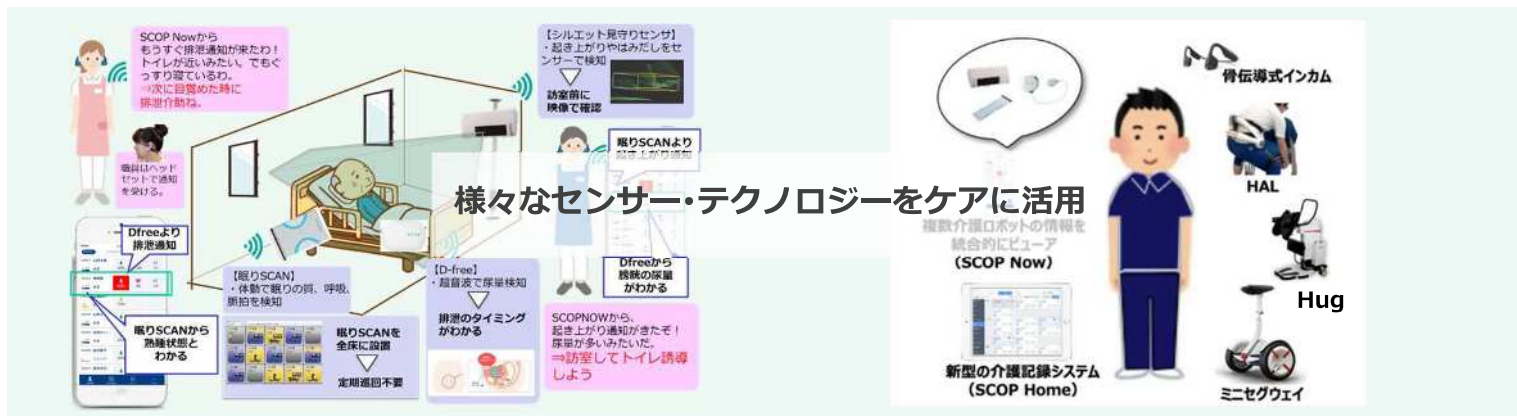 SCOP Nowから
もうすぐ排泄通知が来たわ！
トイレが近いみたい。でもぐ
っすり寝ているわ。
⇒次に目覚めた時に
排泄介助ね。
職員はヘッド
セットで通知
を受ける。
Dfreeより
排泄通知
眠りSCANから
熟睡状態と
わかる
【眠りSCAN】
・体動で眠りの質、呼吸、
脈拍を検知
眠りSCANを
全床に設置
定期巡回不要
【D-free】
・超音波で尿量検知
排泄のタイミング
がわかる
【シルエット見守りセンサ】
・起き上がりやはみだしをセ
ンサーで検知
訪室前に
映像で確認
眠りSCANより
起き上がり通知
Dfreeから
膀胱の尿量
がわかる
SCOPNOWから、
起き上がり通知がきたぞ！
尿量が多いみたいだ。
⇒訪室してトイレ誘導
しよう
様々なセンサー・テクノロジーをケアに活用
複数介護ロボットの情報を
統合的にビューア
(SCOP Now)
新型の介護記録システム
(SCOP Home)
骨伝導式インカム
HAL
Hug
ミニセグウェイ